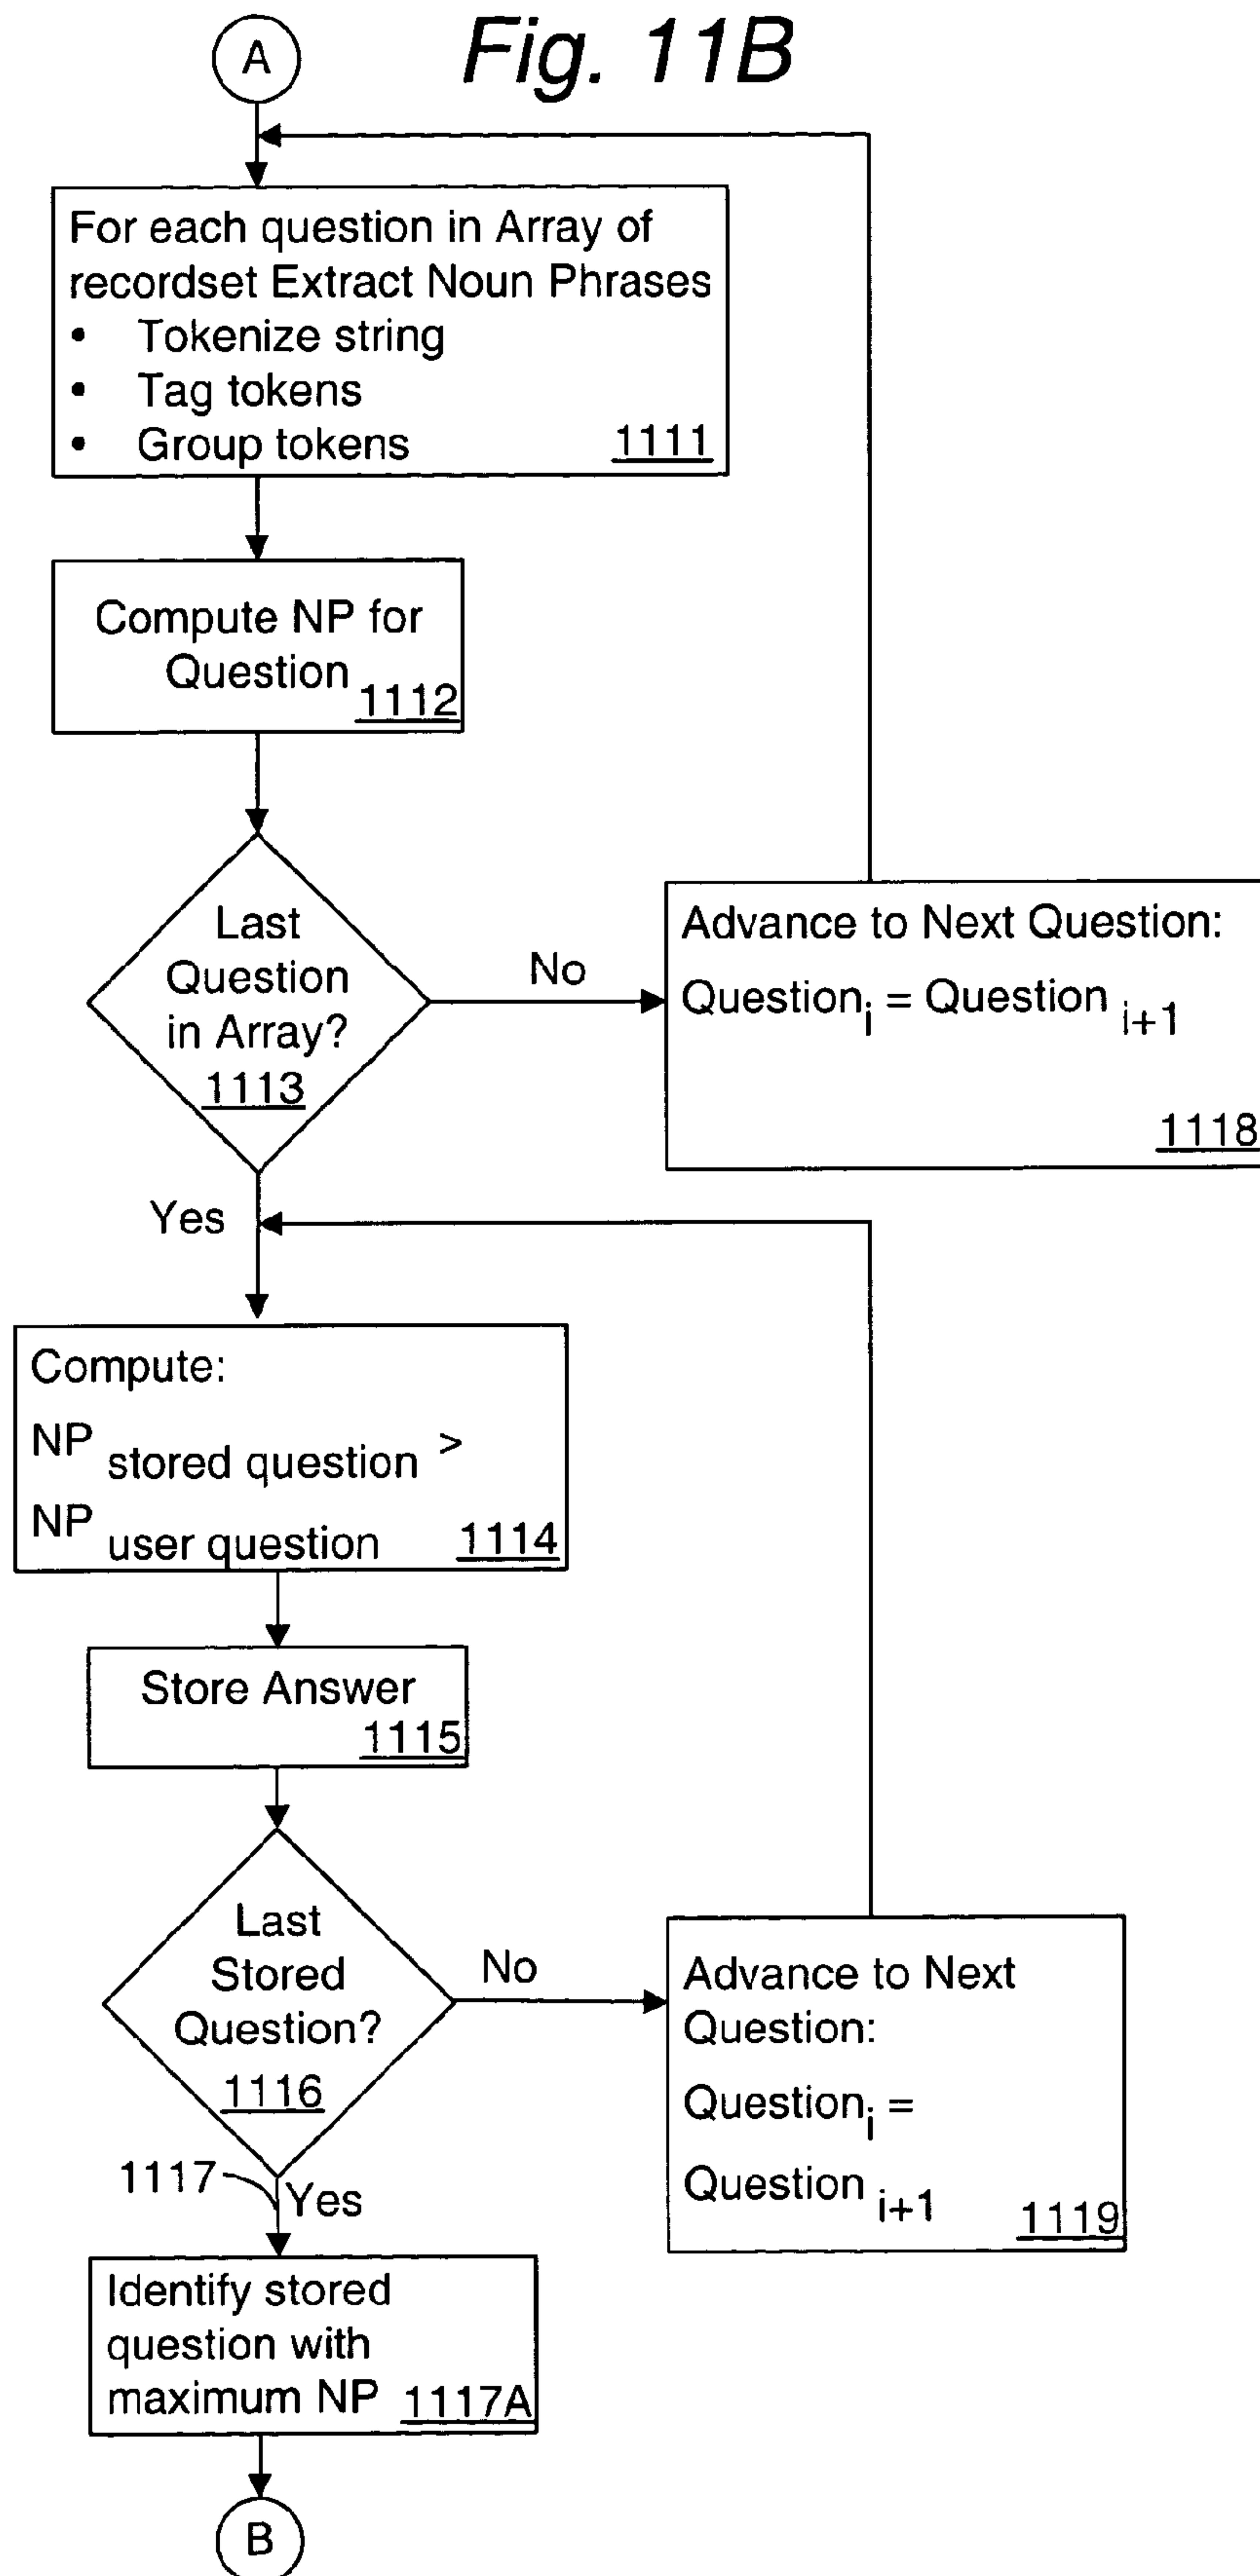 A
Fig. 11B
For each question in Array of
recordset Extract Noun Phrases
• Tokenize string
• Tag tokens
• Group tokens
1111
Compute NP for
Question
1112
Last
Question
in Array?
1113
No
Advance to Next Question:
Question i = Question i+1
1118
Yes
Compute:
NP stored question >
NP user question
1114
Store Answer
1115
Last
Stored
Question?
1116
No
Advance to Next
Question:
Question i =
Question i+1
1119
1117
Yes
Identify stored
question with
maximum NP
1117A
B